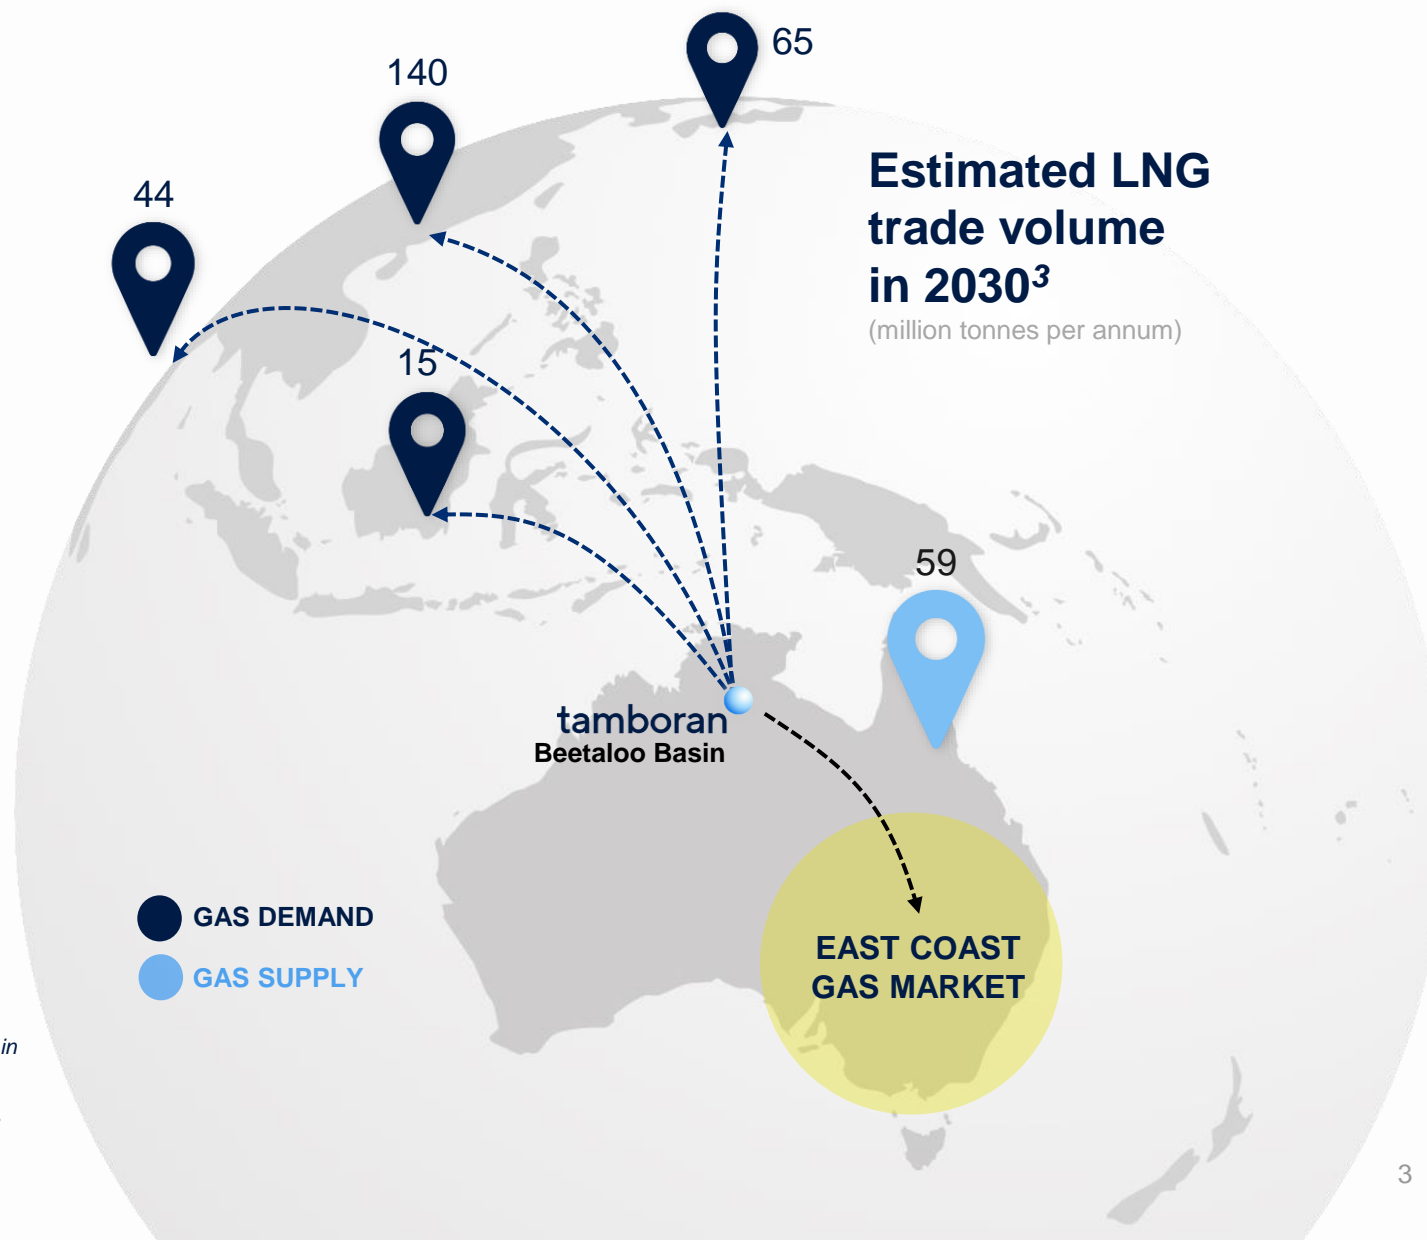 65
140
Estimated LNG
trade volume
in 2030³
(million tonnes per annum)
44
15
59
tamboran
Beetaloo Basin
GAS DEMAND
GAS SUPPLY
EAST COAST
GAS MARKET
in
3